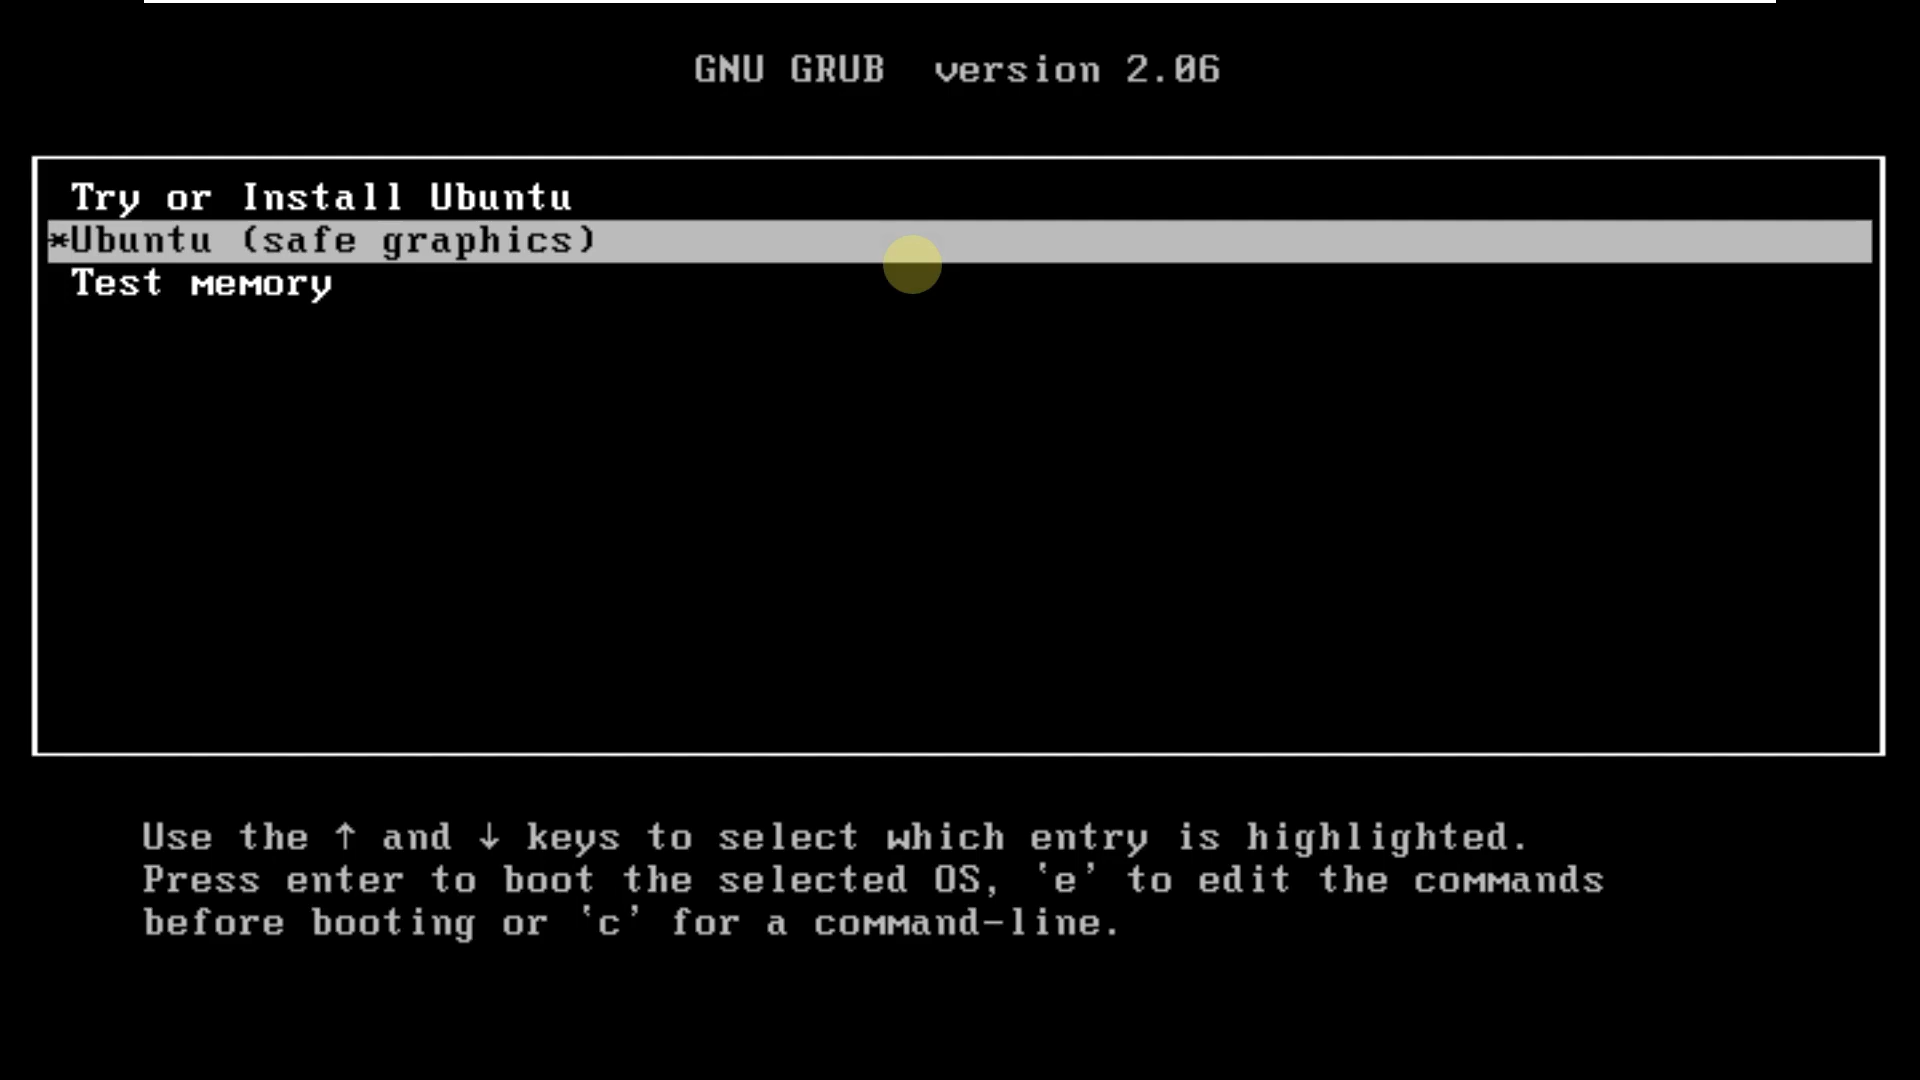 GNU GRUB  version 2.06
Try or Install Ubuntu
*Ubuntu (safe graphics)
Test memory
Use the ↑ and ↓ keys to select which entry is highlighted.
Press enter to boot the selected OS, `e' to edit the commands
before booting or `c' for a command-line.